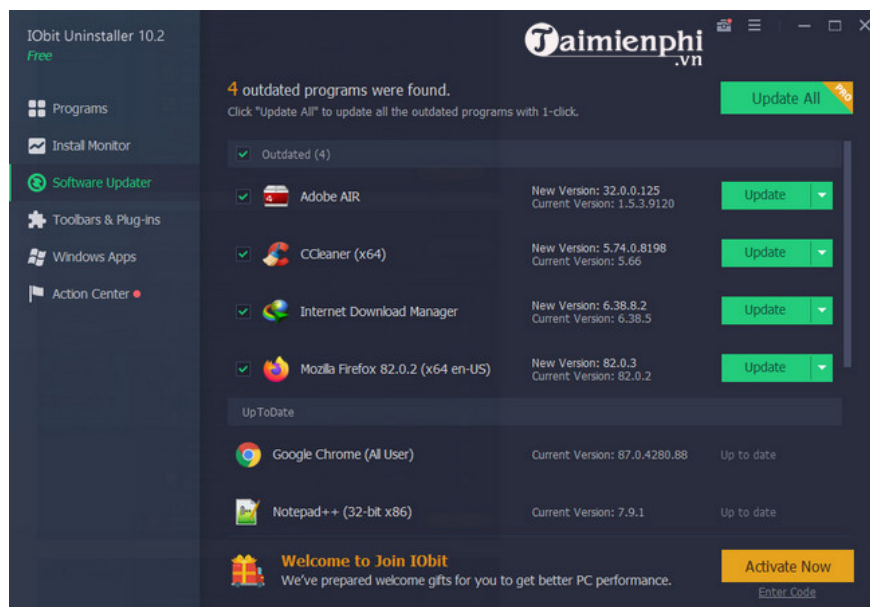 IObit Uninstaller 10.2
Free
Taimienphi
.vn
Programs
Install Monitor
Software Updater
Toolbars & Plug-ins
Windows Apps
Action Center
4 outdated programs were found.
Click "Update All" to update all the outdated programs with 1-click.
Update All
PRO
Outdated (4)
Adobe AIR
New Version: 32.0.0.125
Current Version: 1.5.3.9120
Update
CCleaner (x64)
New Version: 5.74.0.8198
Current Version: 5.66
Update
Internet Download Manager
New Version: 6.38.8.2
Current Version: 6.38.5
Update
Mozilla Firefox 82.0.2 (x64 en-US)
New Version: 82.0.3
Current Version: 82.0.2
Update
UpToDate
Google Chrome (All User)
Current Version: 87.0.4280.88
Up to date
Notepad++ (32-bit x86)
Current Version: 7.9.1
Up to date
Welcome to Join IObit
We've prepared welcome gifts for you to get better PC performance.
Activate Now
Enter Code